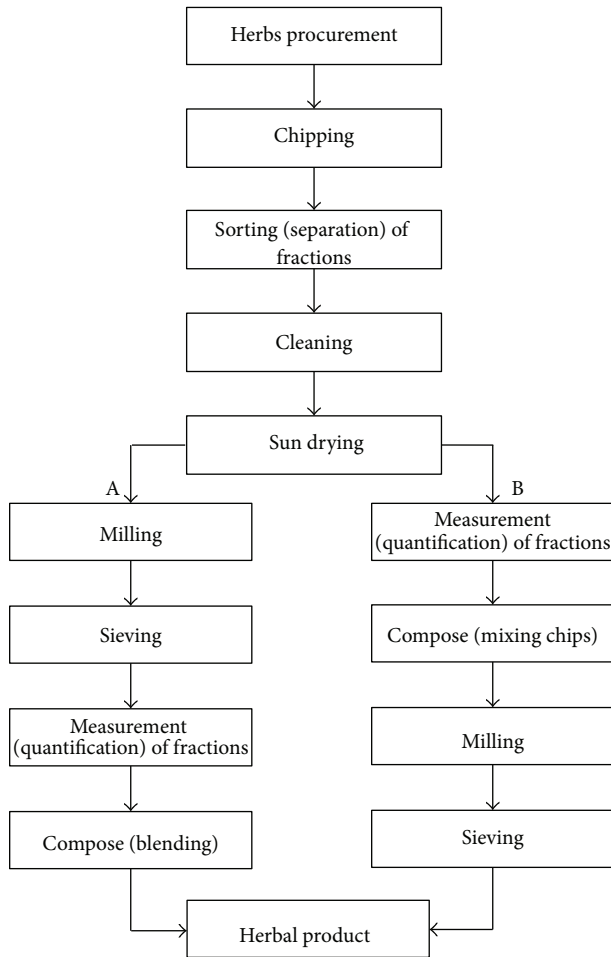 Herbs procurement
Chipping
Sorting (separation) of
fractions
Cleaning
Sun drying
A
Milling
Sieving
Measurement
(quantification) of fractions
Compose (blending)
B
Measurement
(quantification) of fractions
Compose (mixing chips)
Milling
Sieving
Herbal product